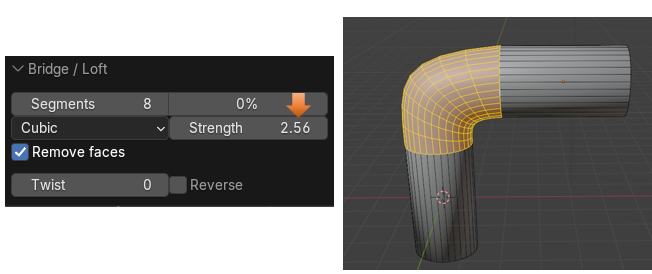 Bridge / Loft
Segments 8 0%
Cubic Strength 2.56
Remove faces
Twist 0 Reverse